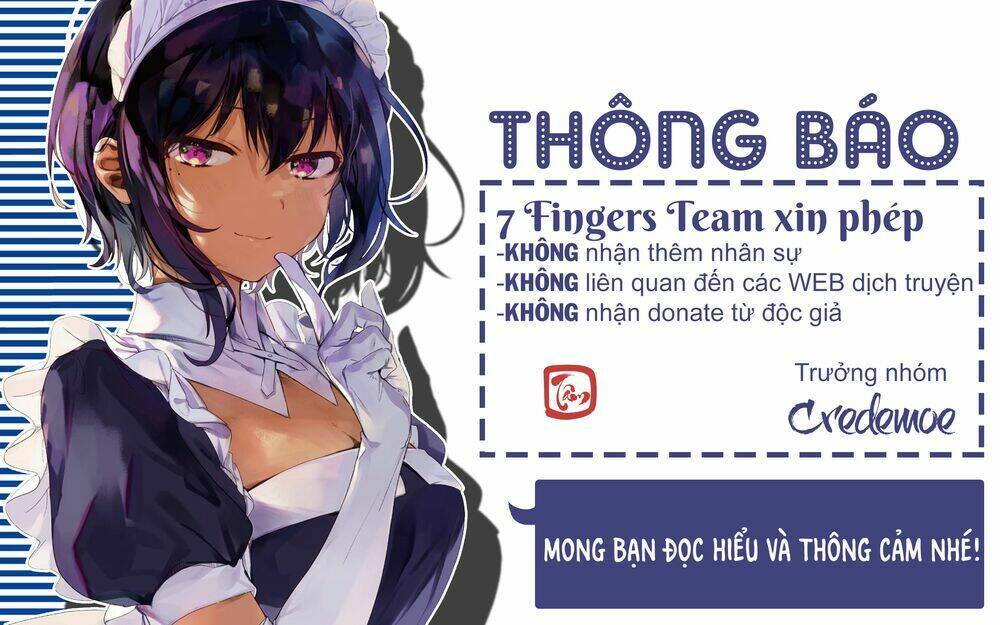 THÔNG BÁO
7 Fingers Team xin phép
-KHÔNG nhận thêm nhân sự
-KHÔNG liên quan đến các WEB dịch truyện
-KHÔNG nhận donate từ độc giả
Tâm
Trưởng nhóm
Credemoe
MONG BẠN ĐỌC HIỂU VÀ THÔNG CẢM NHÉ!